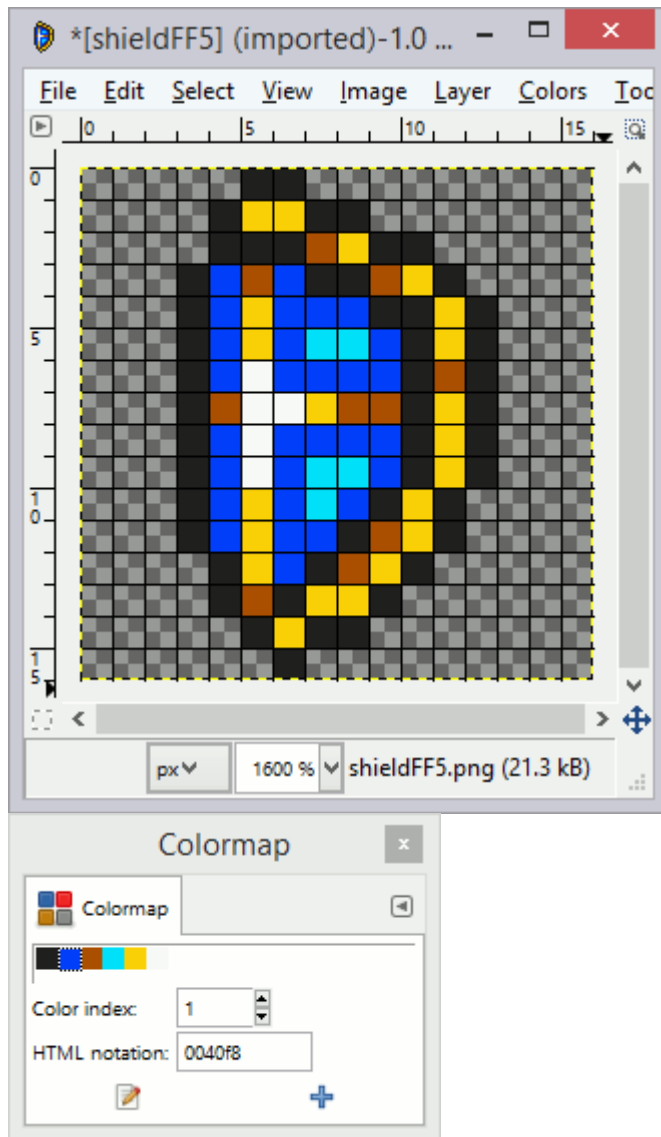 *[shieldFF5] (imported)-1.0 ...
File Edit Select View Image Layer Colors Too
0 5 10 15
0
5
10
15
px 1600 % shieldFF5.png (21.3 kB)
Colormap
Colormap
Color index: 1
HTML notation: 0040f8